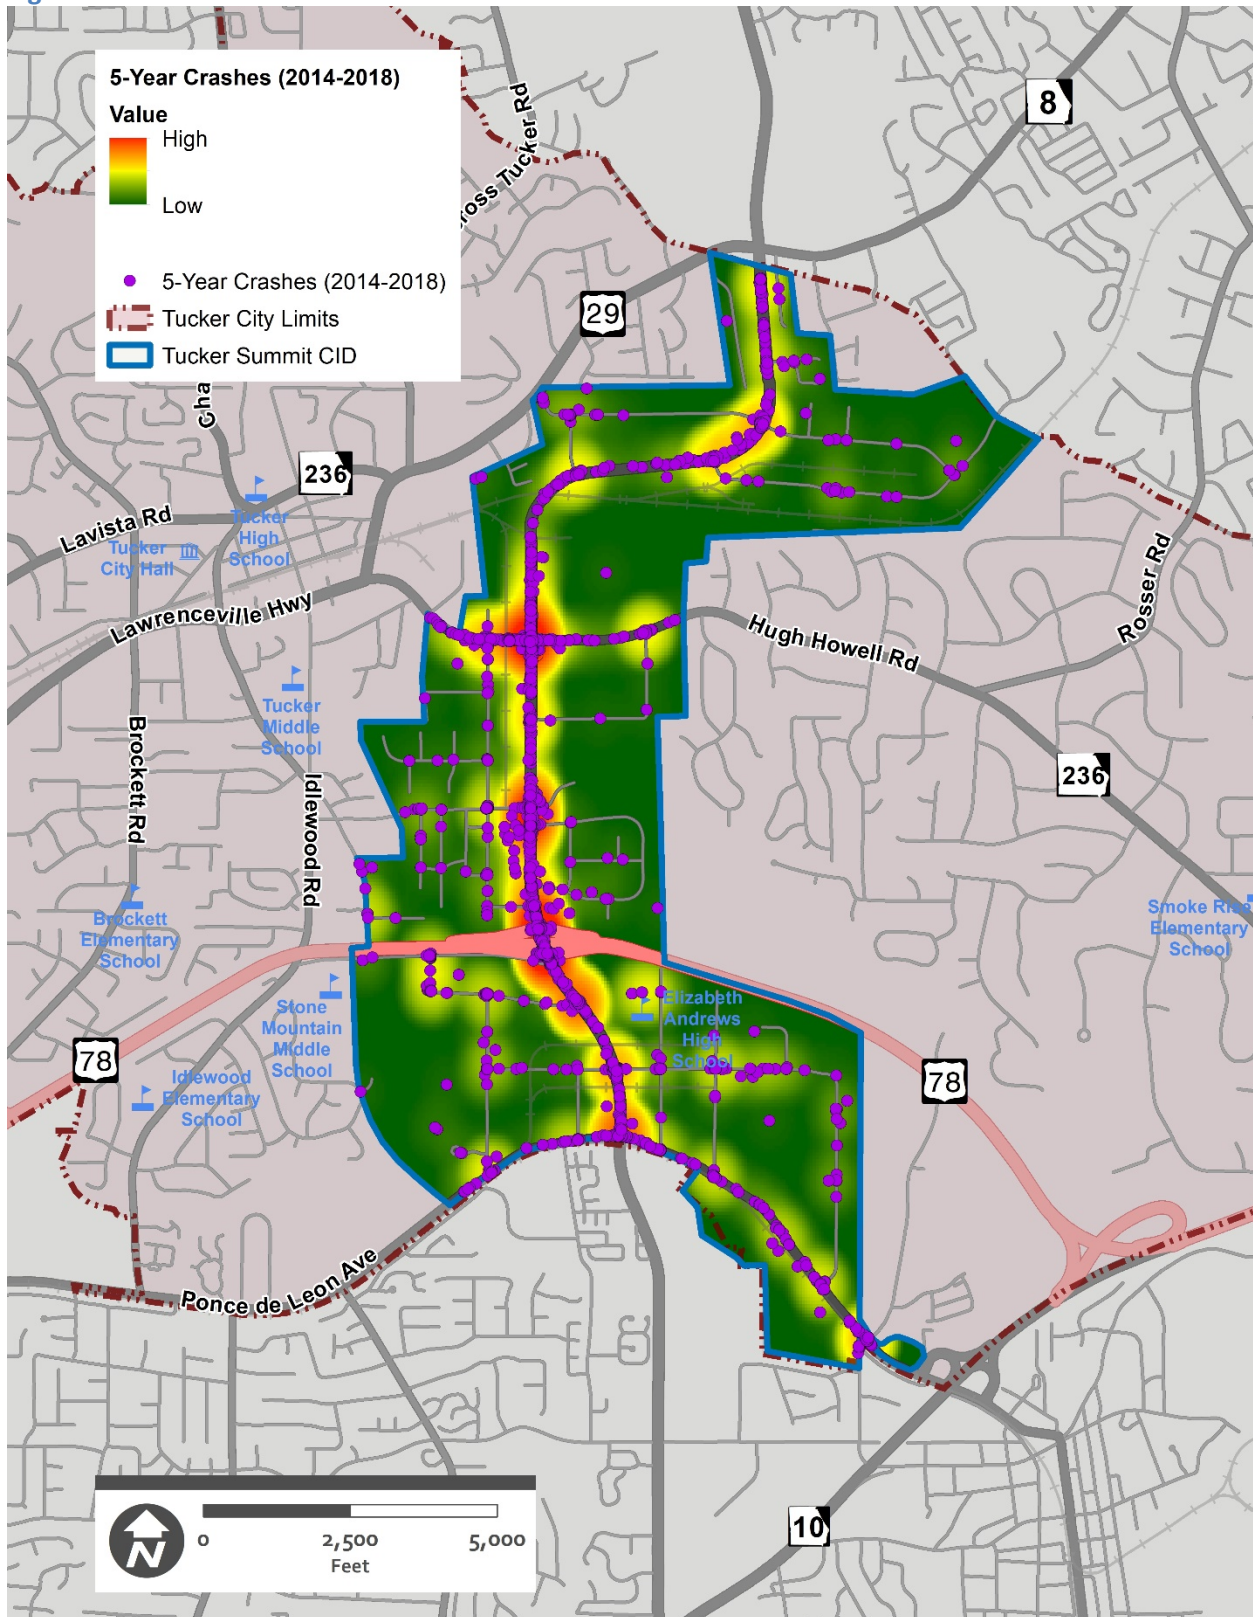 5-Year Crashes (2014-2018)
Value
High
Low
5-Year Crashes (2014-2018)
Tucker City Limits
Tucker Summit CID
Tucker Rd
8
29
236
Lavista Rd
Tucker
High
School
Tucker
City Hall
Lawrenceville Hwy
Hugh Howell Rd
Rosser Rd
Tucker
Middle
School
Brockett Rd
Idlewood Rd
236
Brockett
Elementary
School
Smoke Rise
Elementary
School
Stone
Mountain
Middle
School
Elizabeth
Andrews
High
School
78
78
Idlewood
Elementary
School
Ponce de Leon Ave
N
0
2,500
5,000
Feet
10